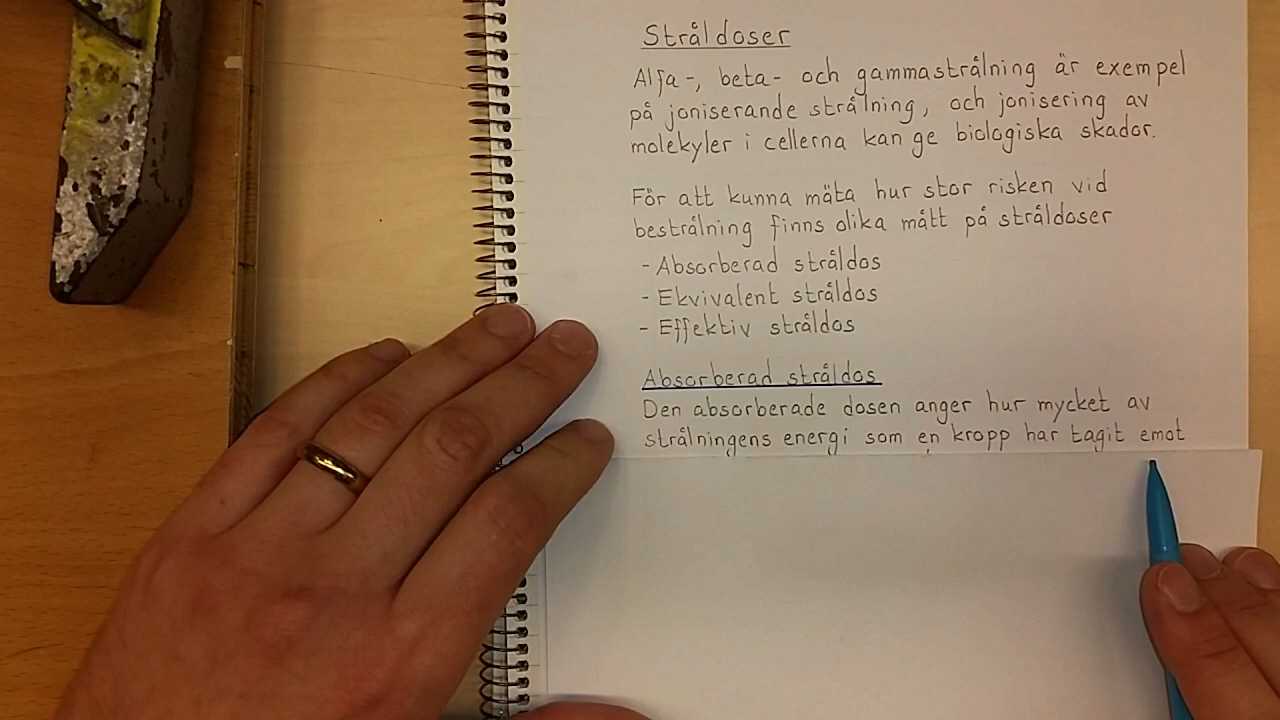 Stråldoser
Alfa-, beta- och gammastrålning är exempel
på joniserande strålning, och jonisering av
molekyler i cellerna kan ge biologiska skador.
För att kunna mäta hur stor risken vid
bestrålning finns olika mått på stråldoser
- Absorberad stråldos
- Ekvivalent stråldos
- Effektiv stråldos
Absorberad stråldos
Den absorberade dosen anger hur mycket av
strålningens energi som en kropp har tagit emot